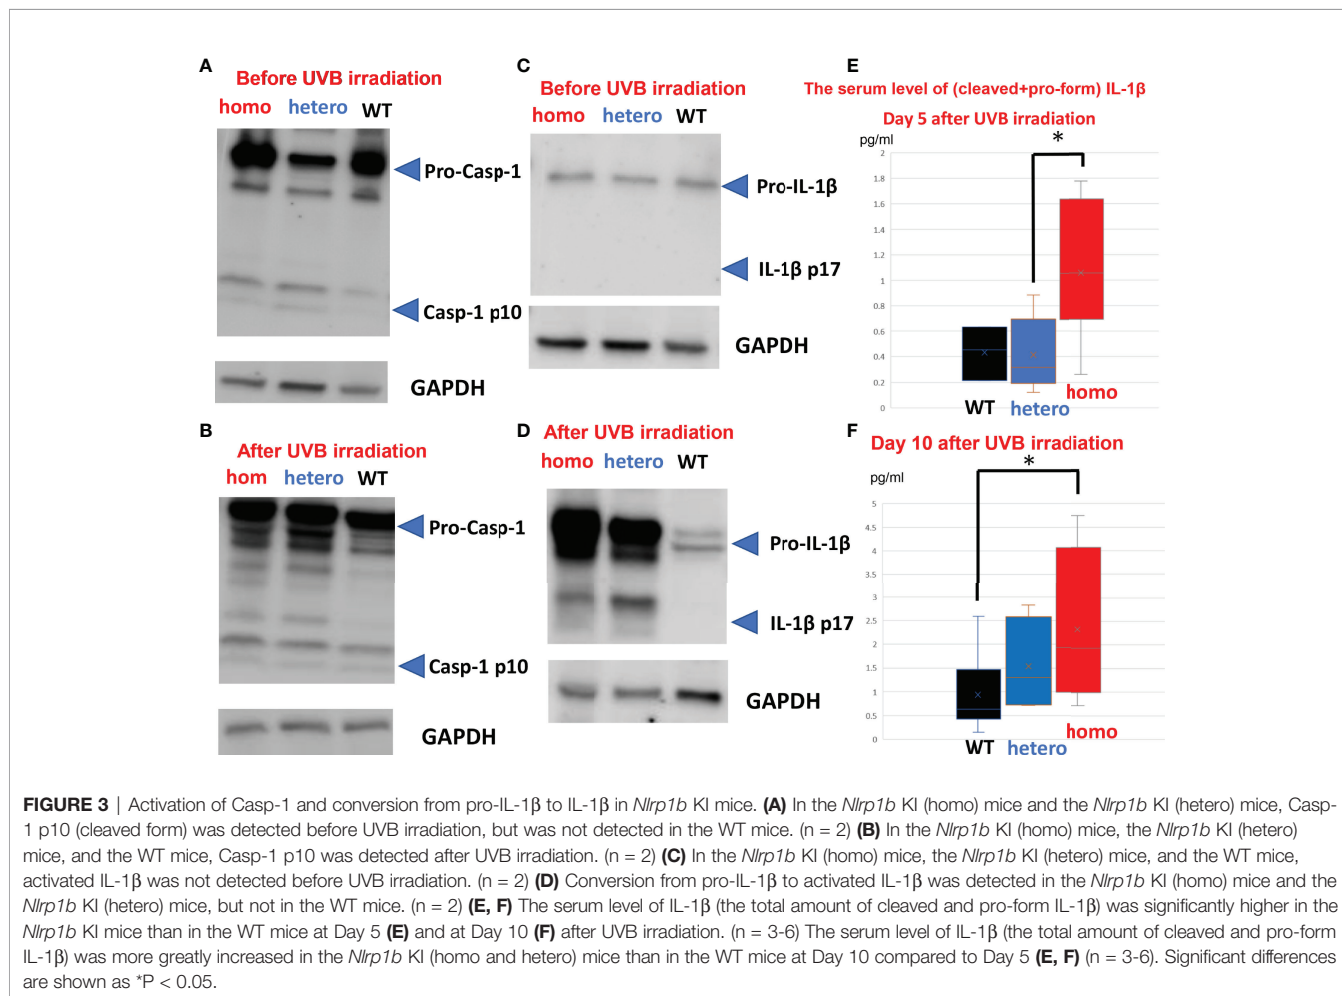 A
Before UVB irradiation
homo hetero WT
Pro-Casp-1
Casp-1 p10
GAPDH
B
After UVB irradiation
hom hetero WT
Pro-Casp-1
Casp-1 p10
GAPDH
C
Before UVB irradiation
homo hetero WT
Pro-IL-1β
IL-1β p17
GAPDH
D
After UVB irradiation
homo hetero WT
Pro-IL-1β
IL-1β p17
GAPDH
E
The serum level of (cleaved+pro-form) IL-1β
Day 5 after UVB irradiation
pg/ml
*
2
1.8
1.6
1.4
1.2
1
0.8
0.6
0.4
0.2
0
WT hetero homo
F
Day 10 after UVB irradiation
pg/ml
*
5
4.5
4
3.5
3
2.5
2
1.5
1
0.5
0
WT hetero homo
FIGURE 3 | Activation of Casp-1 and conversion from pro-IL-1β to IL-1β in Nlrp1b KI mice. (A) In the Nlrp1b KI (homo) mice and the Nlrp1b KI (hetero) mice, Casp-
1 p10 (cleaved form) was detected before UVB irradiation, but was not detected in the WT mice. (n = 2) (B) In the Nlrp1b KI (homo) mice, the Nlrp1b KI (hetero)
mice, and the WT mice, Casp-1 p10 was detected after UVB irradiation. (n = 2) (C) In the Nlrp1b KI (homo) mice, the Nlrp1b KI (hetero) mice, and the WT mice,
activated IL-1β was not detected before UVB irradiation. (n = 2) (D) Conversion from pro-IL-1β to activated IL-1β was detected in the Nlrp1b KI (homo) mice and the
Nlrp1b KI (hetero) mice, but not in the WT mice. (n = 2) (E, F) The serum level of IL-1β (the total amount of cleaved and pro-form IL-1β) was significantly higher in the
Nlrp1b KI mice than in the WT mice at Day 5 (E) and at Day 10 (F) after UVB irradiation. (n = 3-6) The serum level of IL-1β (the total amount of cleaved and pro-form
IL-1β) was more greatly increased in the Nlrp1b KI (homo and hetero) mice than in the WT mice at Day 10 compared to Day 5 (E, F) (n = 3-6). Significant differences
are shown as *P < 0.05.